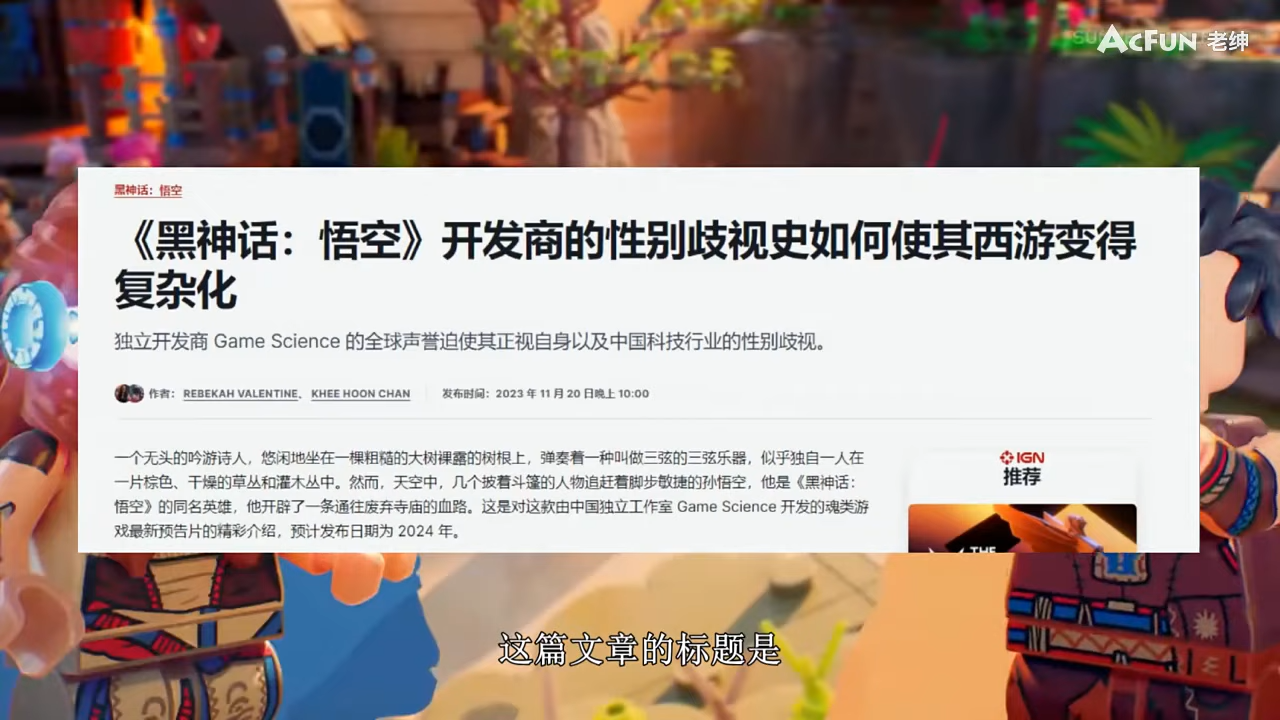 AcFun 老绅
黑神话：悟空
《黑神话：悟空》开发商的性别歧视史如何使其西游变得
复杂化
独立开发商 Game Science 的全球声誉迫使其正视自身以及中国科技行业的性别歧视。
作者： REBEKAH VALENTINE、 KHEE HOON CHAN 发布时间：2023 年 11 月 20 日晚上 10:00
一个无头的吟游诗人，悠闲地坐在一棵粗糙的大树裸露的树根上，弹奏着一种叫做三弦的三弦乐器，似乎独自一人在
一片棕色、干燥的草丛和灌木丛中。然而，天空中，几个披着斗篷的人物追赶着脚步敏捷的孙悟空，他是《黑神话：
悟空》的同名英雄，他开辟了一条通往废弃寺庙的血路。这是对这款由中国独立工作室 Game Science 开发的魂类游
戏最新预告片的精彩介绍，预计发布日期为 2024 年。
IGN
推荐
THE
这篇文章的标题是